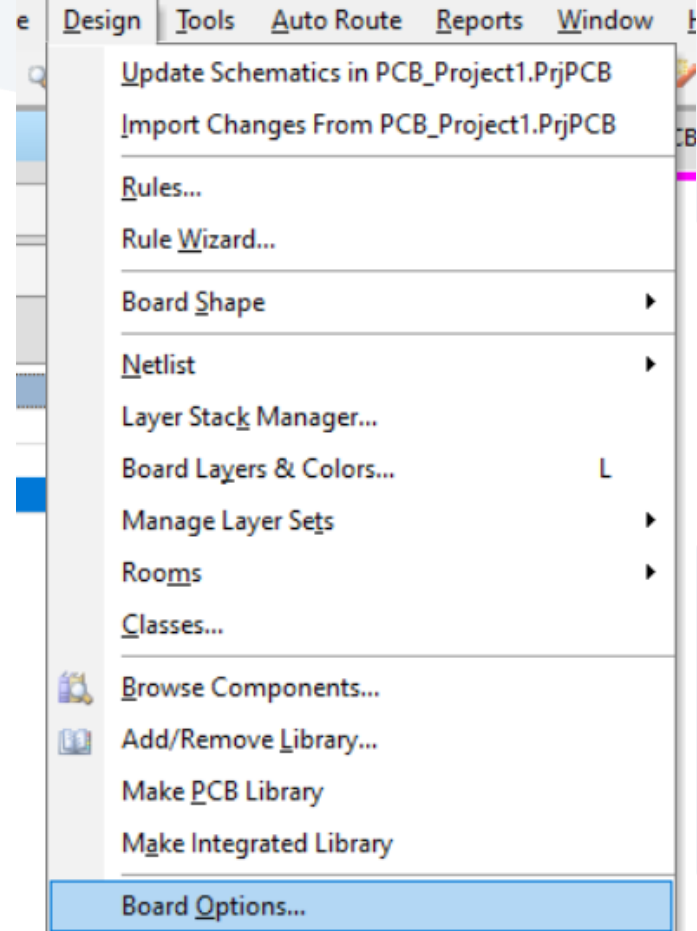 e Design Tools Auto Route Reports Window H
Update Schematics in PCB_Project1.PrjPCB
Import Changes From PCB_Project1.PrjPCB
CB
Rules...
Rule Wizard...
Board Shape
Netlist
Layer Stack Manager...
Board Layers & Colors... L
Manage Layer Sets
Rooms
Classes...
Browse Components...
Add/Remove Library...
Make PCB Library
Make Integrated Library
Board Options...